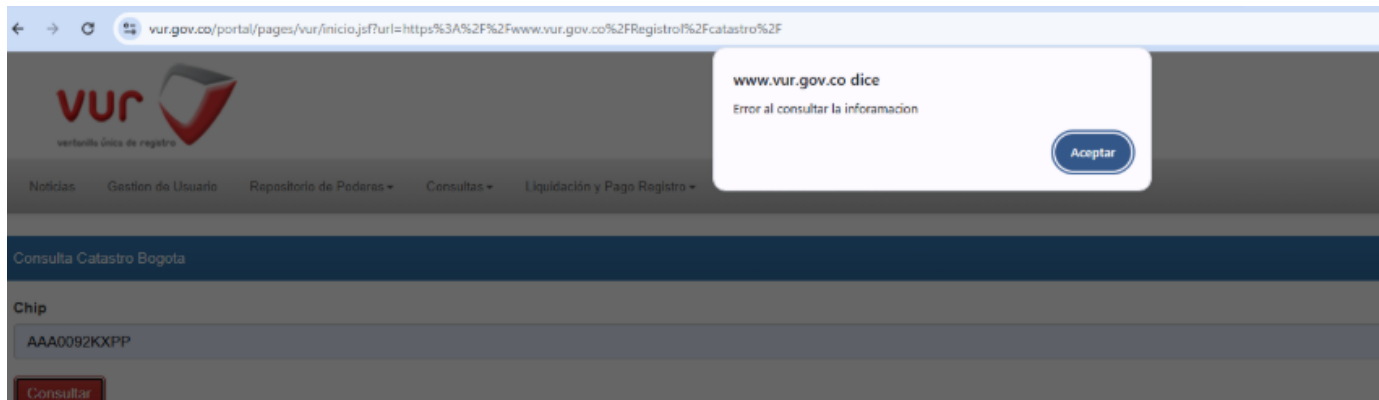 vur.gov.co/portal/pages/vur/inicio.jsf?url=https%3A%2F%2Fwww.vur.gov.co%2FRegistrol%2Fcatastro%2F
www.vur.gov.co dice
Error al consultar la inforamacion
Aceptar
vur
ventanilla única de registro
Noticias Gestion de Usuario Repositorio de Poderes Consultas Liquidación y Pago Registro
Consulta Catastro Bogota
Chip
AAA0092KXPP
Consultar